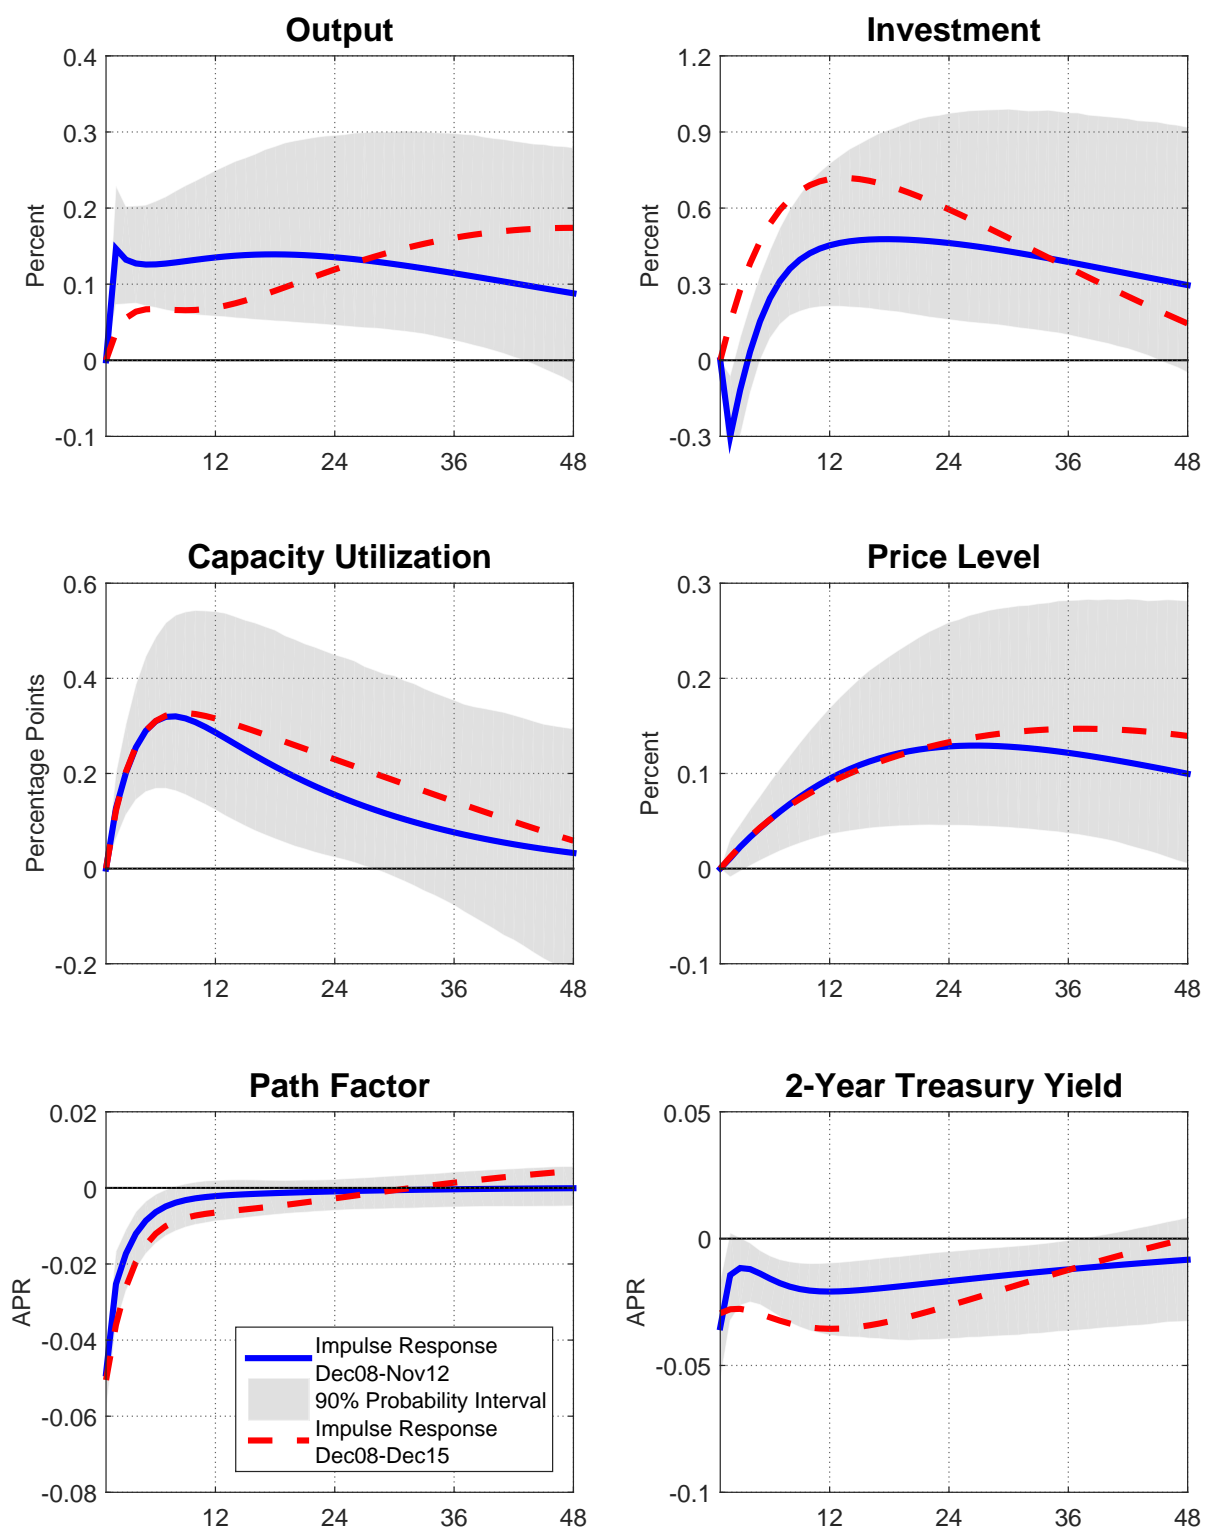 Output
Percent
0.4
0.3
0.2
0.1
0
-0.1
12 24 36 48
Investment
Percent
1.2
0.9
0.6
0.3
0
-0.3
12 24 36 48
Capacity Utilization
Percentage Points
0.6
0.4
0.2
0
-0.2
12 24 36 48
Price Level
Percent
0.3
0.2
0.1
0
-0.1
12 24 36 48
Path Factor
APR
0.02
0
-0.02
-0.04
-0.06
-0.08
12 24 36 48
Impulse Response
Dec08-Nov12
90% Probability Interval
Impulse Response
Dec08-Dec15
2-Year Treasury Yield
APR
0.05
0
-0.05
-0.1
12 24 36 48